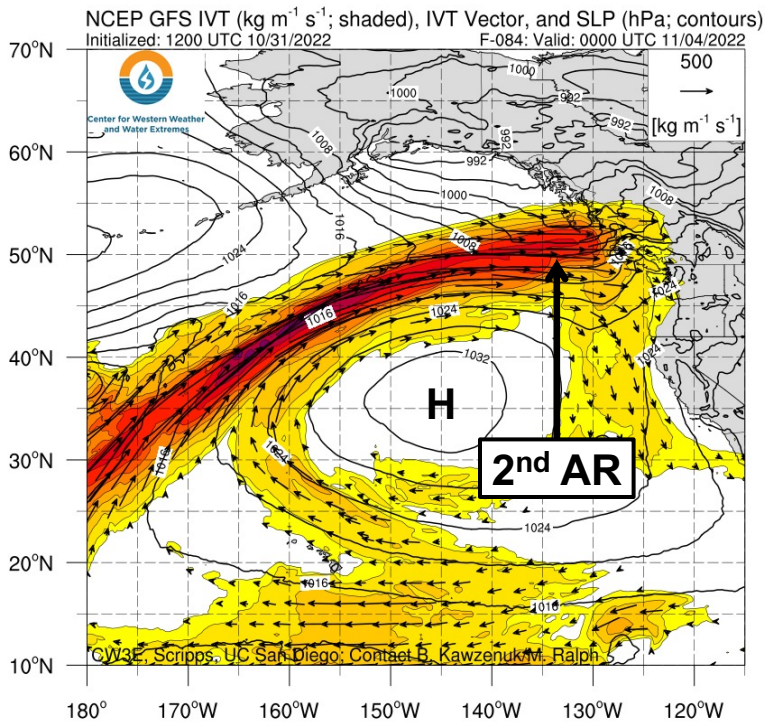 NCEP GFS IVT (kg m⁻¹ s⁻¹; shaded), IVT Vector, and SLP (hPa; contours)
Initialized: 1200 UTC 10/31/2022 F-084: Valid: 0000 UTC 11/04/2022
70°N
500
[kg m⁻¹ s⁻¹]
Center for Western Weather
and Water Extremes
1000
1000
992
992
992
1008
60°N
992
1000
1008
1016
1008
50°N
1024
1016
1024
1016
1024
1016
40°N
1024
1032
H
30°N
1024
1016
2nd AR
1024
20°N
1016
1016
10°N
CW3E, Scripps, UC San Diego; Contact B. Kawzenuk/M. Ralph
180° 170°W 160°W 150°W 140°W 130°W 120°W